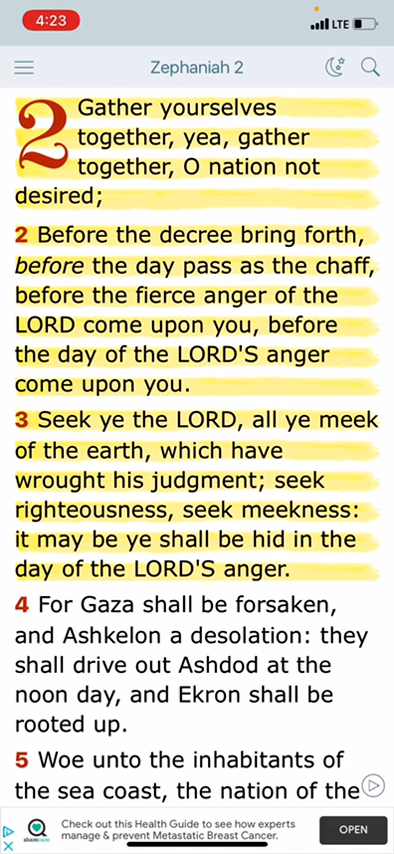 4:23
LTE
Zephaniah 2
2 Gather yourselves
together, yea, gather
together, O nation not
desired;
2 Before the decree bring forth,
before the day pass as the chaff,
before the fierce anger of the
LORD come upon you, before
the day of the LORD'S anger
come upon you.
3 Seek ye the LORD, all ye meek
of the earth, which have
wrought his judgment; seek
righteousness, seek meekness:
it may be ye shall be hid in the
day of the LORD'S anger.
4 For Gaza shall be forsaken,
and Ashkelon a desolation: they
shall drive out Ashdod at the
noon day, and Ekron shall be
rooted up.
5 Woe unto the inhabitants of
the sea coast, the nation of the
Check out this Health Guide to see how experts
manage & prevent Metastatic Breast Cancer.
OPEN
sharecare